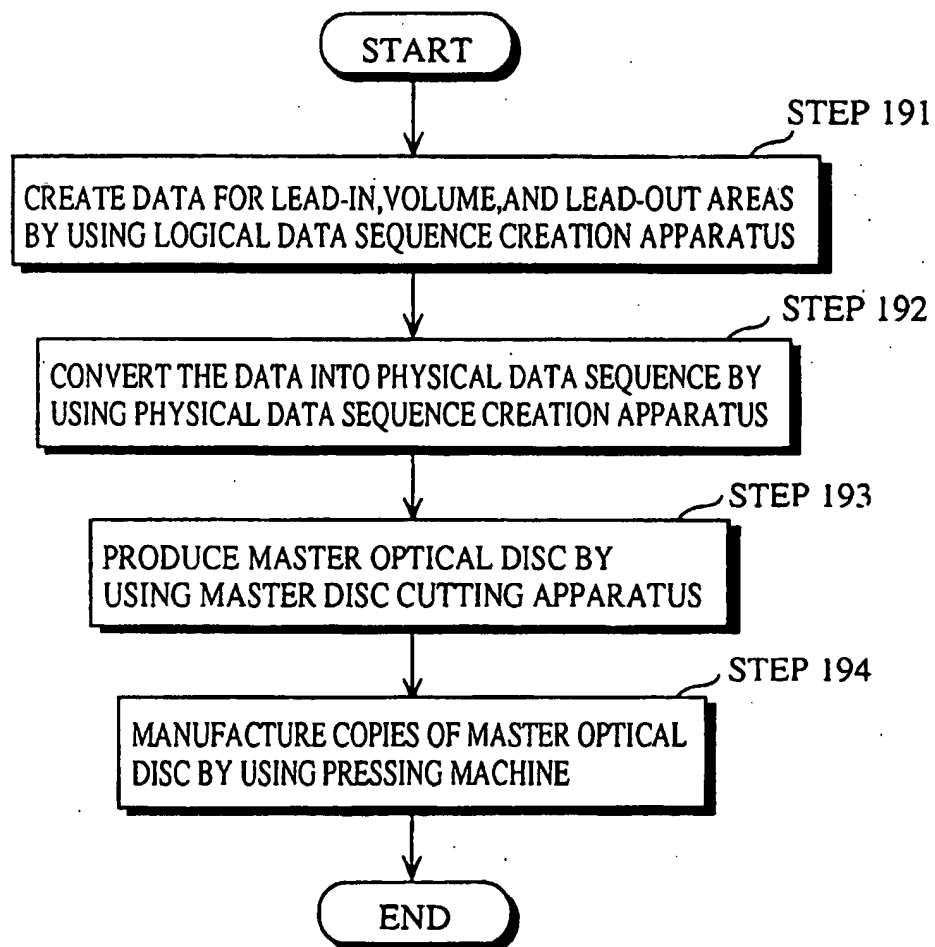 START
STEP 191
CREATE DATA FOR LEAD-IN,VOLUME,AND LEAD-OUT AREAS
BY USING LOGICAL DATA SEQUENCE CREATION APPARATUS
STEP 192
CONVERT THE DATA INTO PHYSICAL DATA SEQUENCE BY
USING PHYSICAL DATA SEQUENCE CREATION APPARATUS
STEP 193
PRODUCE MASTER OPTICAL DISC BY
USING MASTER DISC CUTTING APPARATUS
STEP 194
MANUFACTURE COPIES OF MASTER OPTICAL
DISC BY USING PRESSING MACHINE
END